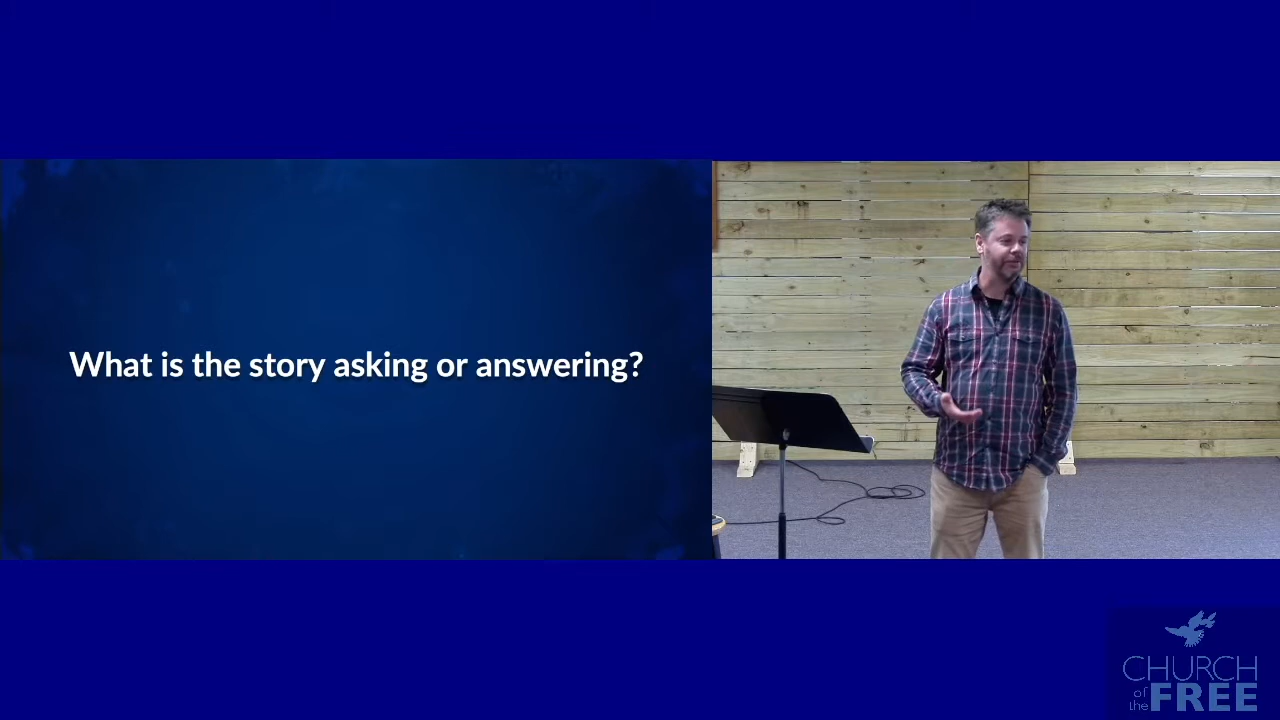 What is the story asking or answering?
CHURCH
of
the FREE